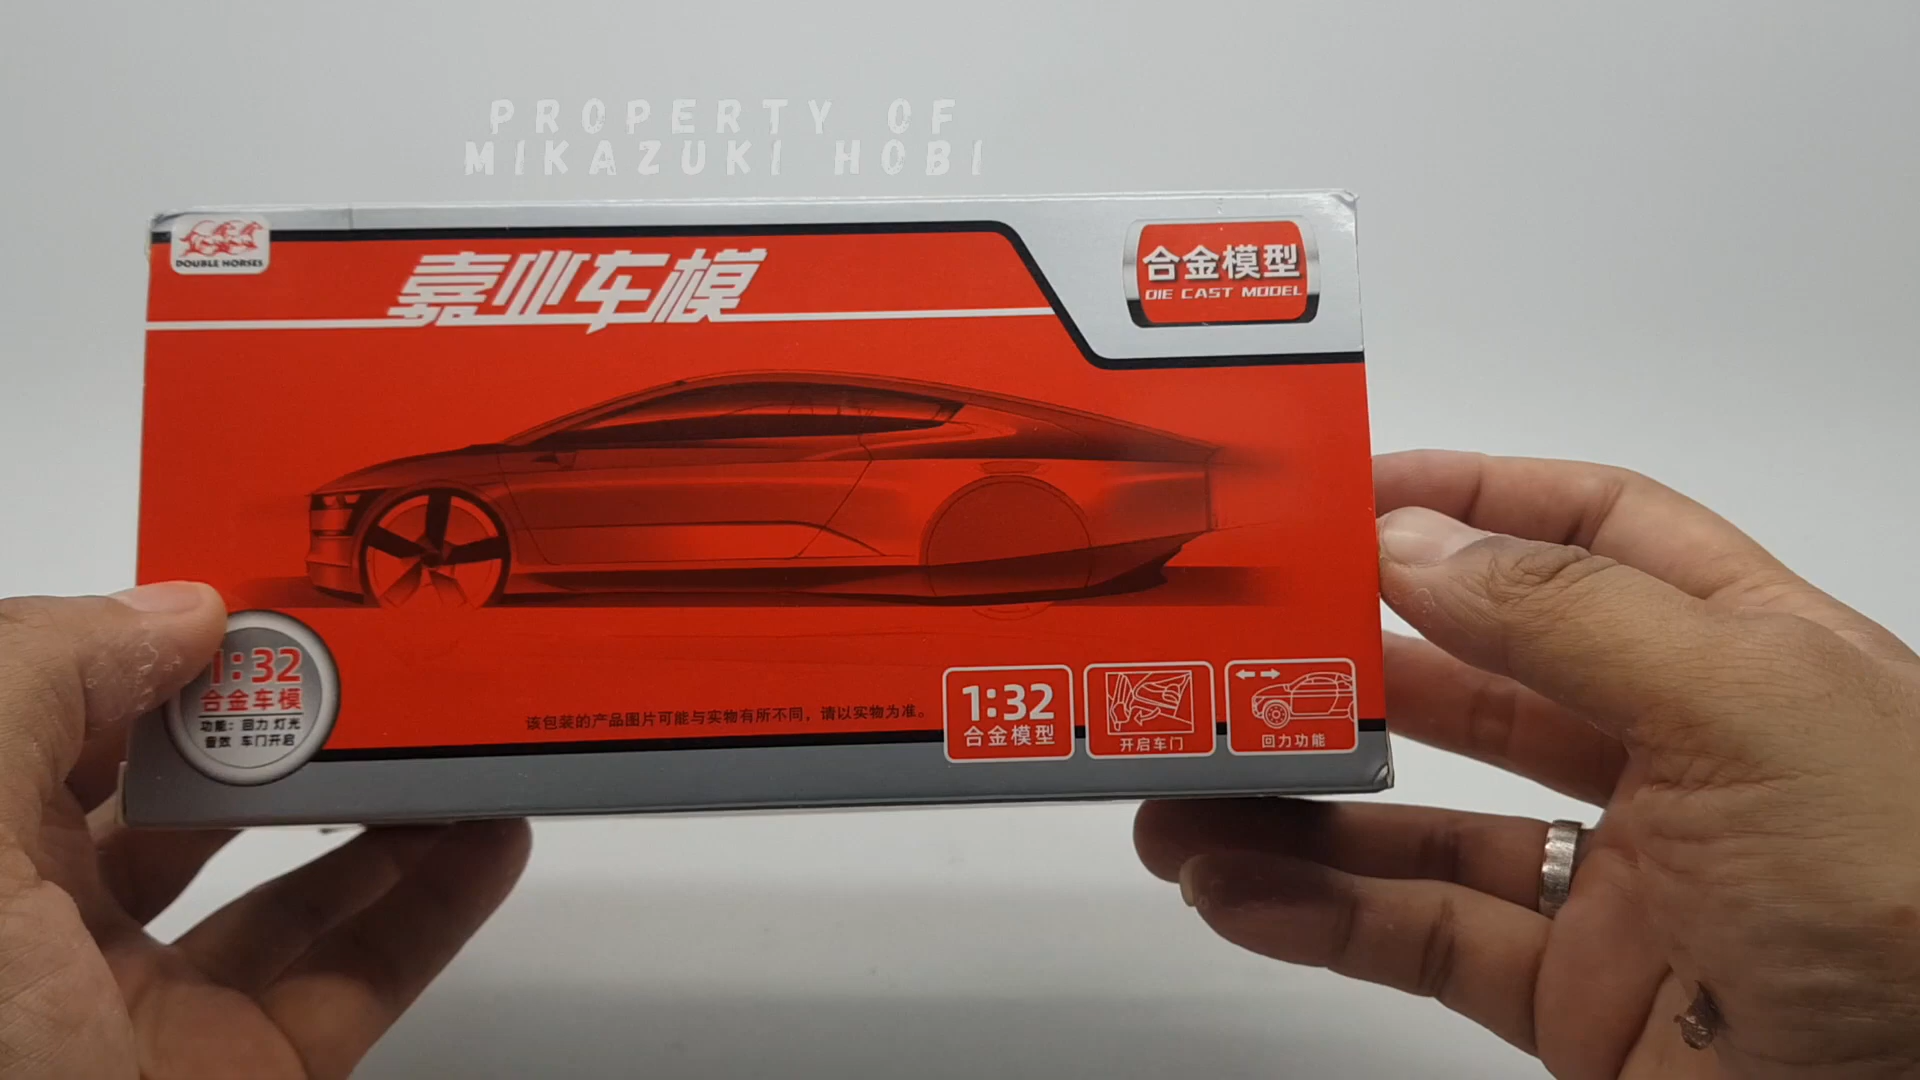 PROPERTY OF
MIKAZUKI HOBI
DOUBLE HORSES
嘉业车模
合金模型
DIE CAST MODEL
1:32
合金车模
功能：回力 灯光
音效 车门开启
该包装的产品图片可能与实物有所不同，请以实物为准。
1:32
合金模型
开启车门
回力功能